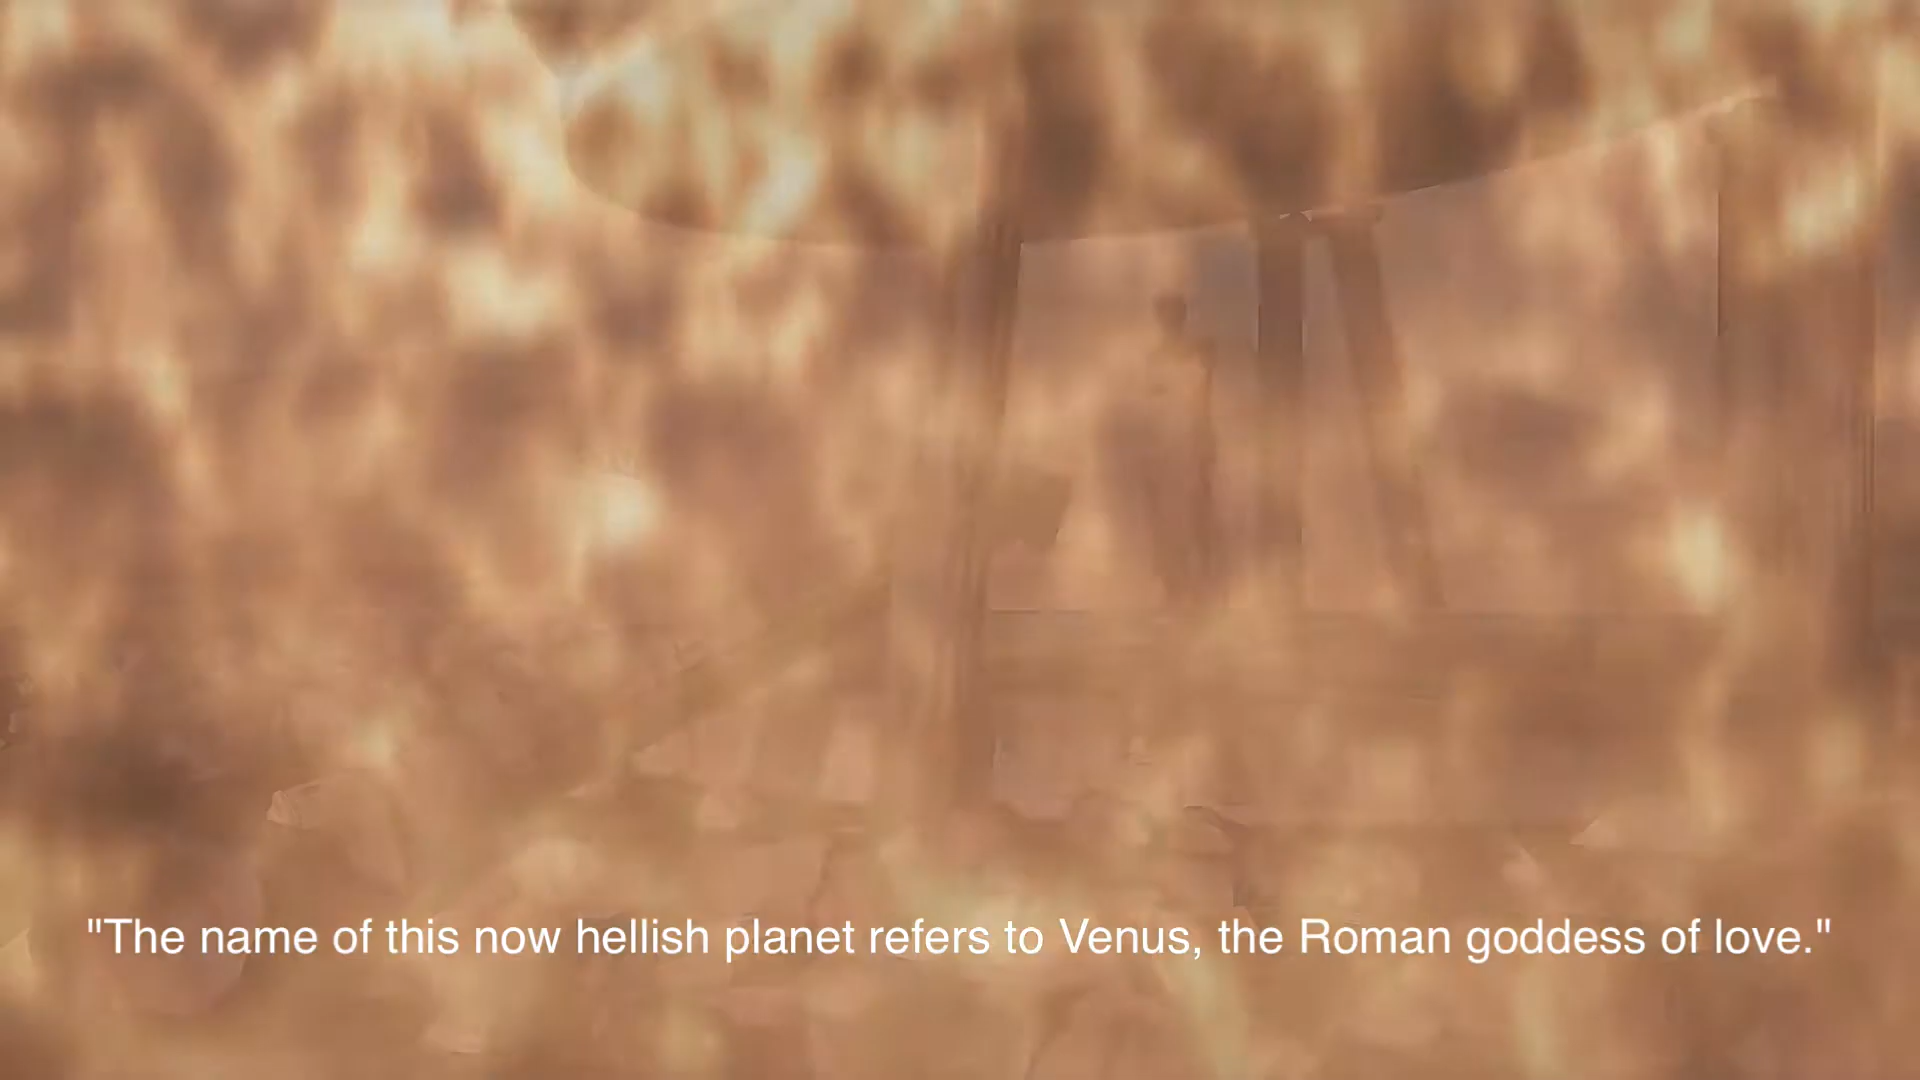 "The name of this now hellish planet refers to Venus, the Roman goddess of love."